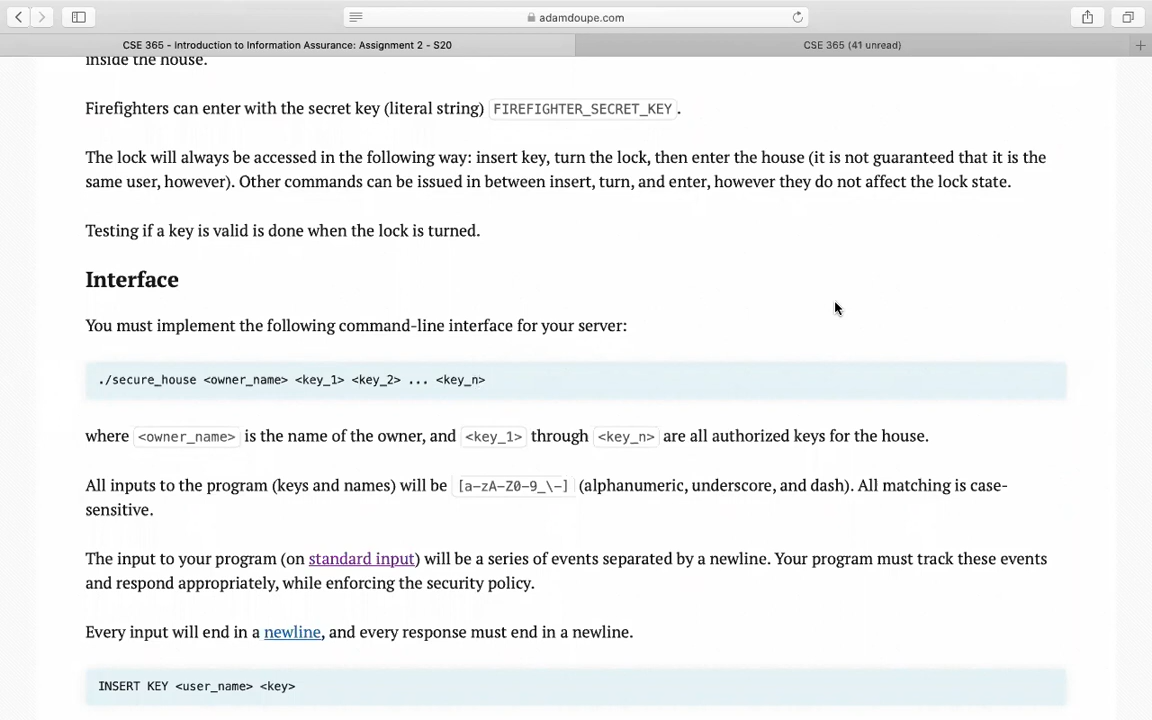 adamdoupe.com
CSE 365 - Introduction to Information Assurance: Assignment 2 - S20
CSE 365 (41 unread)
inside the house.
Firefighters can enter with the secret key (literal string) FIREFIGHTER_SECRET_KEY.
The lock will always be accessed in the following way: insert key, turn the lock, then enter the house (it is not guaranteed that it is the
same user, however). Other commands can be issued in between insert, turn, and enter, however they do not affect the lock state.
Testing if a key is valid is done when the lock is turned.
Interface
You must implement the following command-line interface for your server:
./secure_house <owner_name> <key_1> <key_2> ... <key_n>
where <owner_name> is the name of the owner, and <key_1> through <key_n> are all authorized keys for the house.
All inputs to the program (keys and names) will be [a-zA-Z0-9_\-] (alphanumeric, underscore, and dash). All matching is case-
sensitive.
The input to your program (on standard input) will be a series of events separated by a newline. Your program must track these events
and respond appropriately, while enforcing the security policy.
Every input will end in a newline, and every response must end in a newline.
INSERT KEY <user_name> <key>